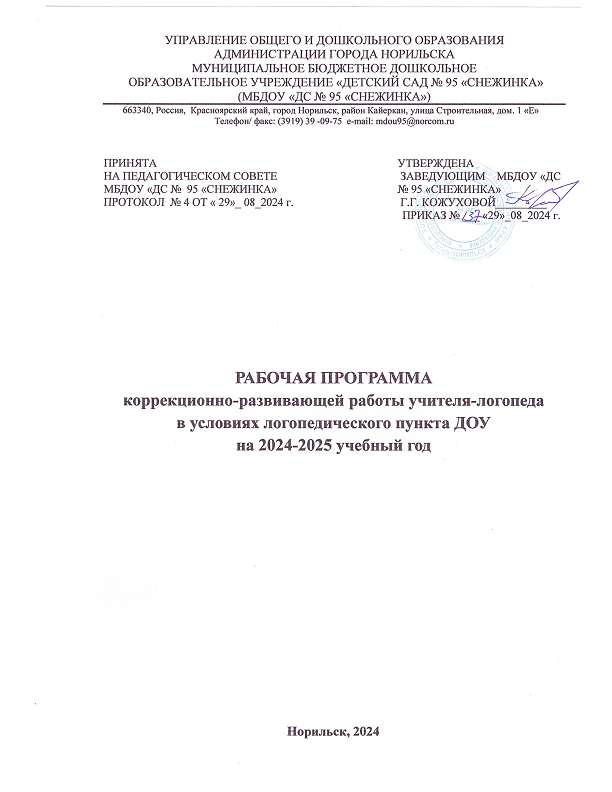 УПРАВЛЕНИЕ ОБЩЕГО И ДОШКОЛЬНОГО ОБРАЗОВАНИЯ
АДМИНИСТРАЦИИ ГОРОДА НОРИЛЬСКА
МУНИЦИПАЛЬНОЕ БЮДЖЕТНОЕ ДОШКОЛЬНОЕ
ОБРАЗОВАТЕЛЬНОЕ УЧРЕЖДЕНИЕ «ДЕТСКИЙ САД № 95 «СНЕЖИНКА»
(МБДОУ «ДС № 95 «СНЕЖИНКА»)
663340, Россия, Красноярский край, город Норильск, район Кайеркан, улица Строительная, дом. 1 «Е»
Телефон/ факс: (3919) 39 -09-75 e-mail: mdou95@norcom.ru
ПРИНЯТА
НА ПЕДАГОГИЧЕСКОМ СОВЕТЕ
МБДОУ «ДС № 95 «СНЕЖИНКА»
ПРОТОКОЛ № 4 ОТ « 29»_ 08_2024 г.
УТВЕРЖДЕНА
ЗАВЕДУЮЩИМ МБДОУ «ДС
№ 95 «СНЕЖИНКА»
Г.Г. КОЖУХОВОЙ
ПРИКАЗ № 137 «29»_08_2024 г.
РАБОЧАЯ ПРОГРАММА
коррекционно-развивающей работы учителя-логопеда
в условиях логопедического пункта ДОУ
на 2024-2025 учебный год
Норильск, 2024